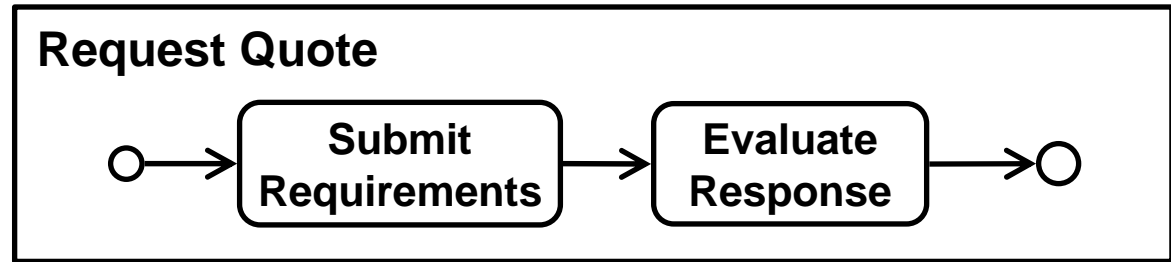 Request Quote
Submit
Requirements
Evaluate
Response